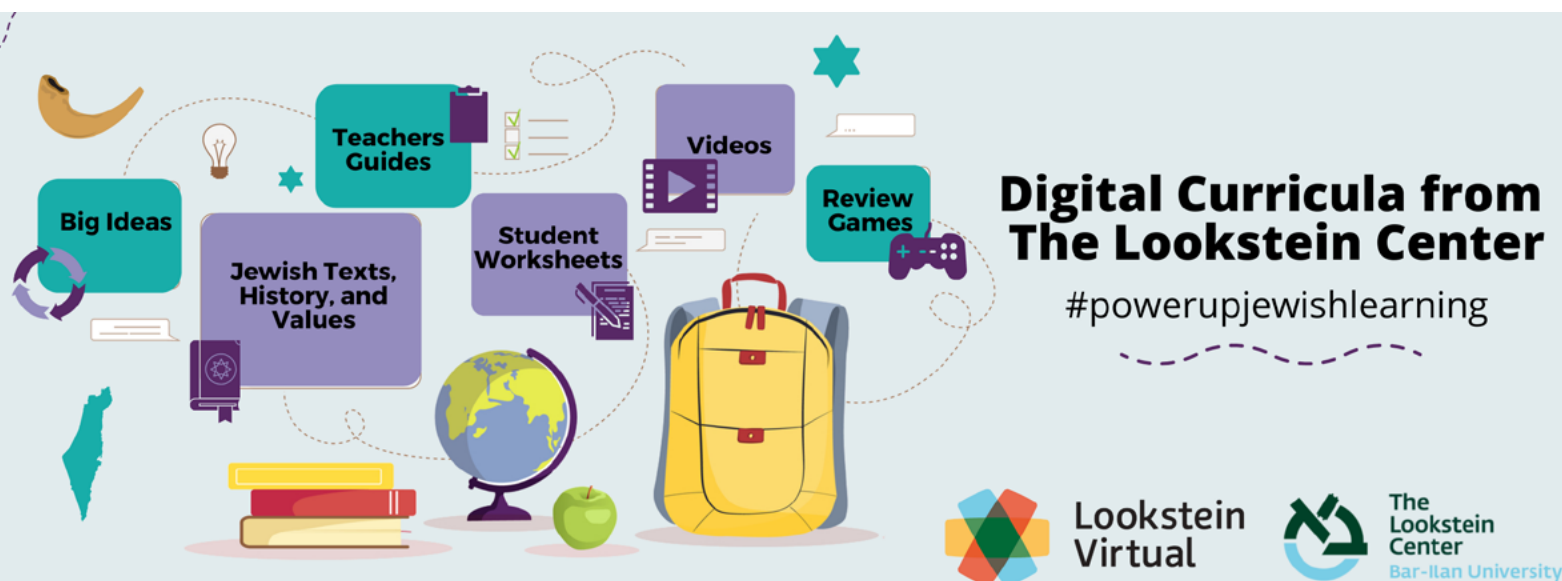 Teachers
Guides
Videos
Big Ideas
Review
Games
Student
Worksheets
Jewish Texts,
History, and
Values
Digital Curricula from
The Lookstein Center
#powerupjewishlearning
Lookstein
Virtual
The
Lookstein
Center
Bar-Ilan University